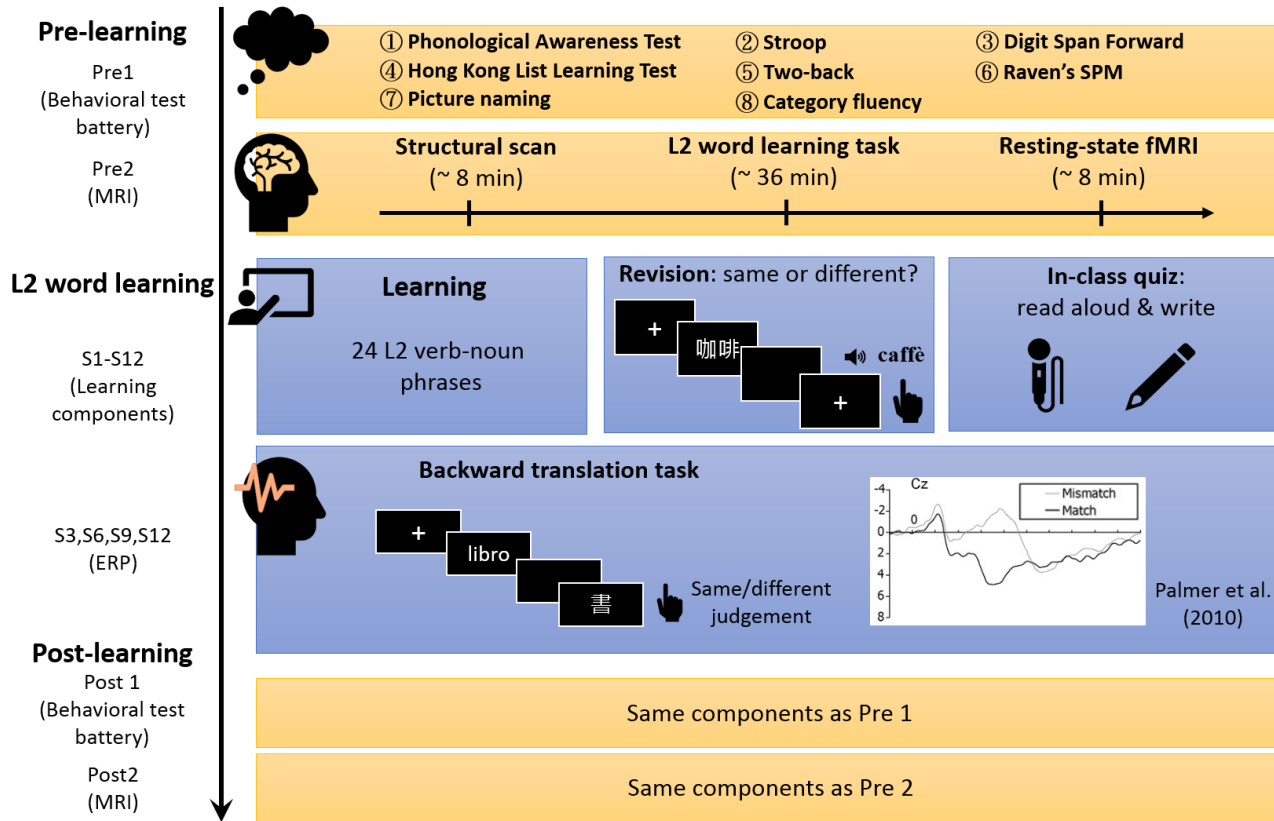 Pre-learning
Pre1
(Behavioral test
battery)
① Phonological Awareness Test
② Stroop
③ Digit Span Forward
④ Hong Kong List Learning Test
⑤ Two-back
⑥ Raven's SPM
⑦ Picture naming
⑧ Category fluency
Pre2
(MRI)
Structural scan
(~ 8 min)
L2 word learning task
(~ 36 min)
Resting-state fMRI
(~ 8 min)
L2 word learning
S1-S12
(Learning
components)
Learning
24 L2 verb-noun
phrases
Revision: same or different?
+
咖啡
caffè
+
In-class quiz:
read aloud & write
S3,S6,S9,S12
(ERP)
Backward translation task
+
libro
書
Same/different
judgement
Cz
-4
-2
0
0
2
4
6
8
Mismatch
Match
Palmer et al.
(2010)
Post-learning
Post 1
(Behavioral test
battery)
Same components as Pre 1
Post2
(MRI)
Same components as Pre 2